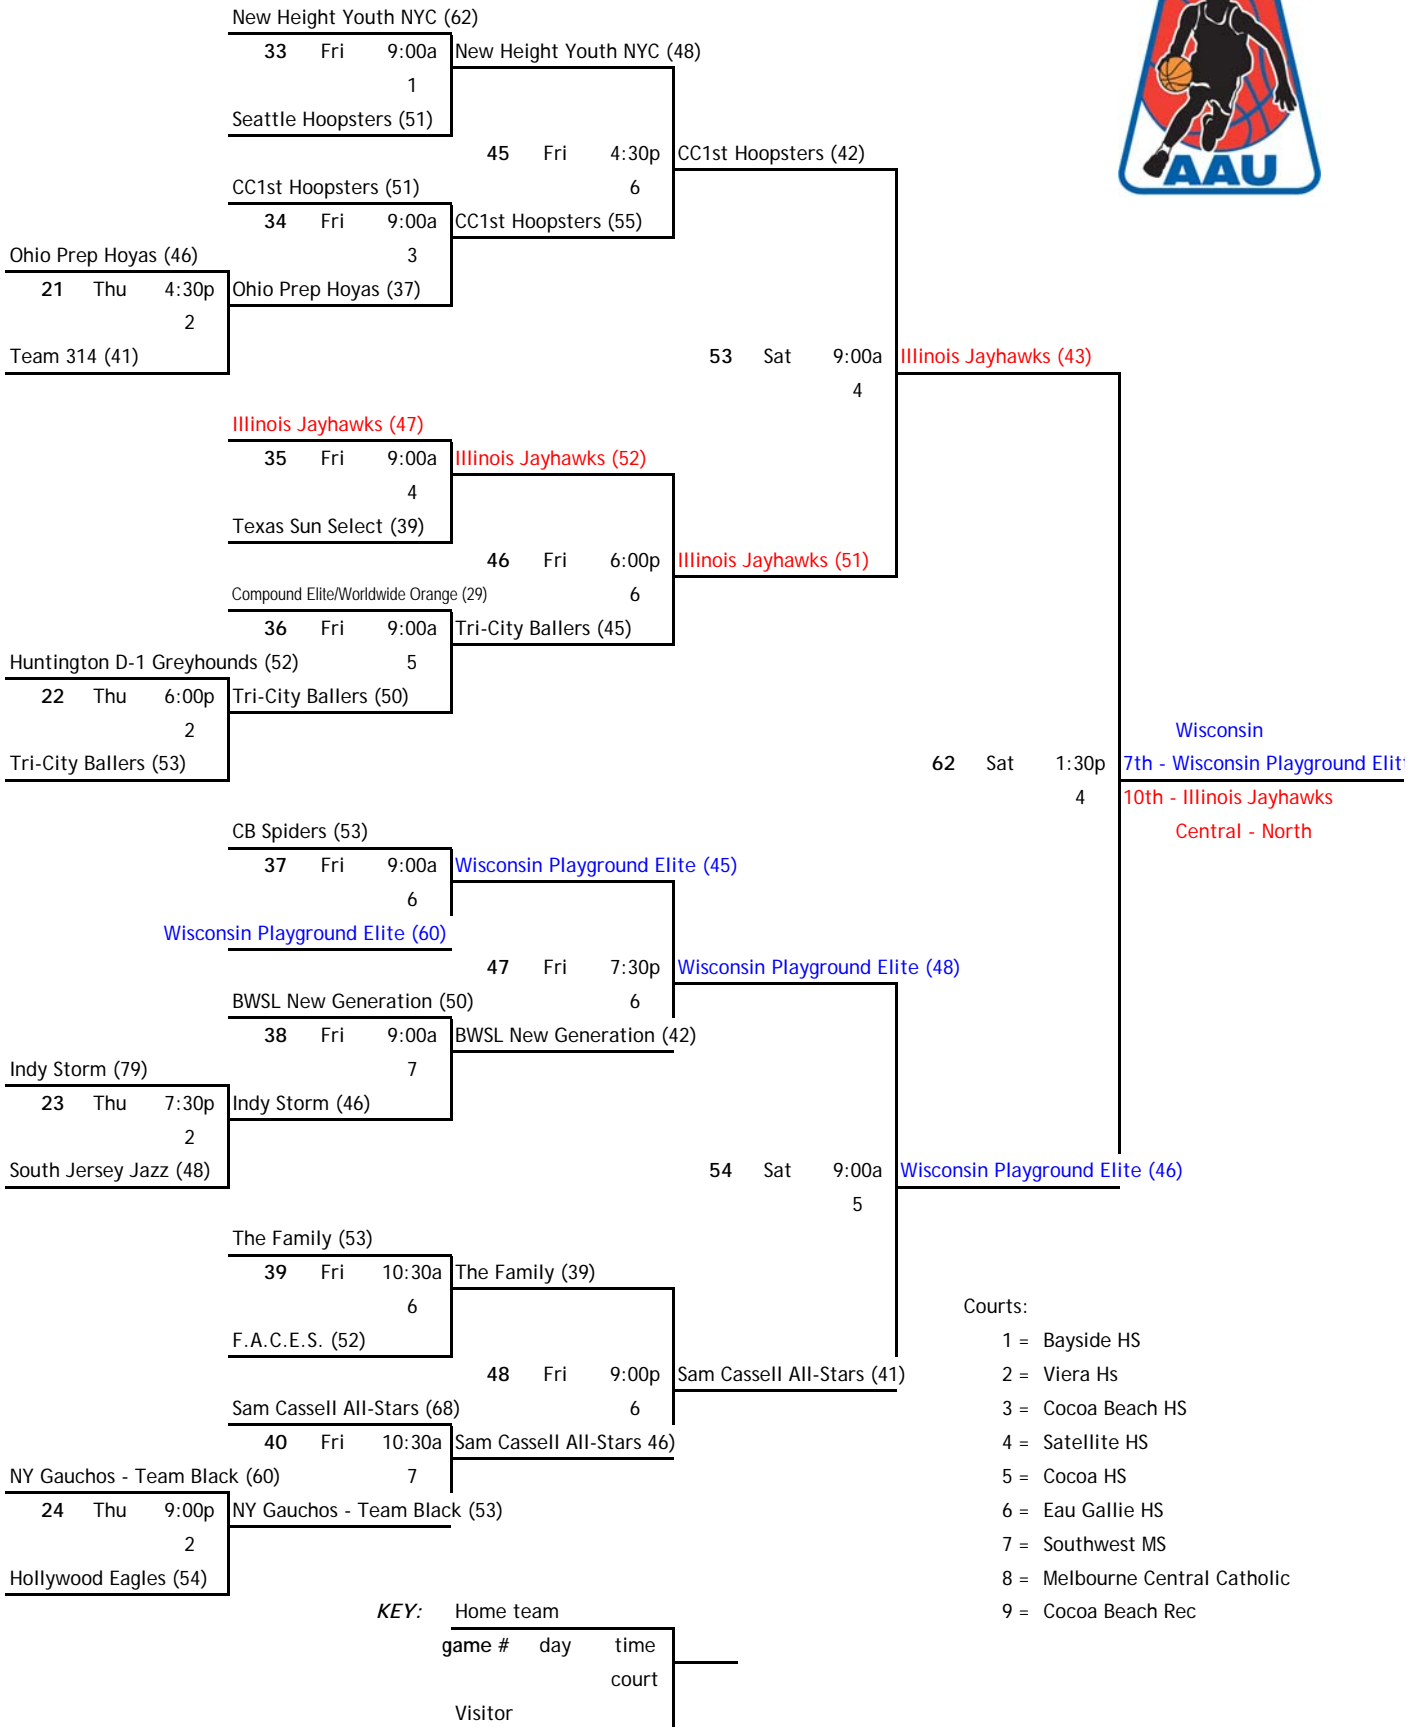 New Height Youth NYC (62)
33 Fri 9:00a New Height Youth NYC (48)
1
Seattle Hoopsters (51)
45 Fri 4:30p CC1st Hoopsters (42)
CC1st Hoopsters (51) 6
34 Fri 9:00a CC1st Hoopsters (55)
Ohio Prep Hoyas (46) 3
21 Thu 4:30p Ohio Prep Hoyas (37)
2
Team 314 (41) 53 Sat 9:00a Illinois Jayhawks (43)
4
Illinois Jayhawks (47)
35 Fri 9:00a Illinois Jayhawks (52)
4
Texas Sun Select (39)
46 Fri 6:00p Illinois Jayhawks (51)
Compound Elite/Worldwide Orange (29) 6
36 Fri 9:00a Tri-City Ballers (45)
Huntington D-1 Greyhounds (52) 5
22 Thu 6:00p Tri-City Ballers (50)
2 Wisconsin
Tri-City Ballers (53) 62 Sat 1:30p 7th - Wisconsin Playground Elit
4 10th - Illinois Jayhawks
CB Spiders (53) Central - North
37 Fri 9:00a Wisconsin Playground Elite (45)
6
Wisconsin Playground Elite (60)
47 Fri 7:30p Wisconsin Playground Elite (48)
BWSL New Generation (50) 6
38 Fri 9:00a BWSL New Generation (42)
Indy Storm (79) 7
23 Thu 7:30p Indy Storm (46)
2
South Jersey Jazz (48) 54 Sat 9:00a Wisconsin Playground Elite (46)
5
The Family (53)
39 Fri 10:30a The Family (39)
6 Courts:
F.A.C.E.S. (52) 1 = Bayside HS
48 Fri 9:00p Sam Cassell All-Stars (41) 2 = Viera Hs
Sam Cassell All-Stars (68) 6 3 = Cocoa Beach HS
40 Fri 10:30a Sam Cassell All-Stars 46) 4 = Satellite HS
NY Gauchos - Team Black (60) 7 5 = Cocoa HS
24 Thu 9:00p NY Gauchos - Team Black (53) 6 = Eau Gallie HS
2 7 = Southwest MS
Hollywood Eagles (54) 8 = Melbourne Central Catholic
KEY: Home team 9 = Cocoa Beach Rec
game # day time
court
Visitor
AAU